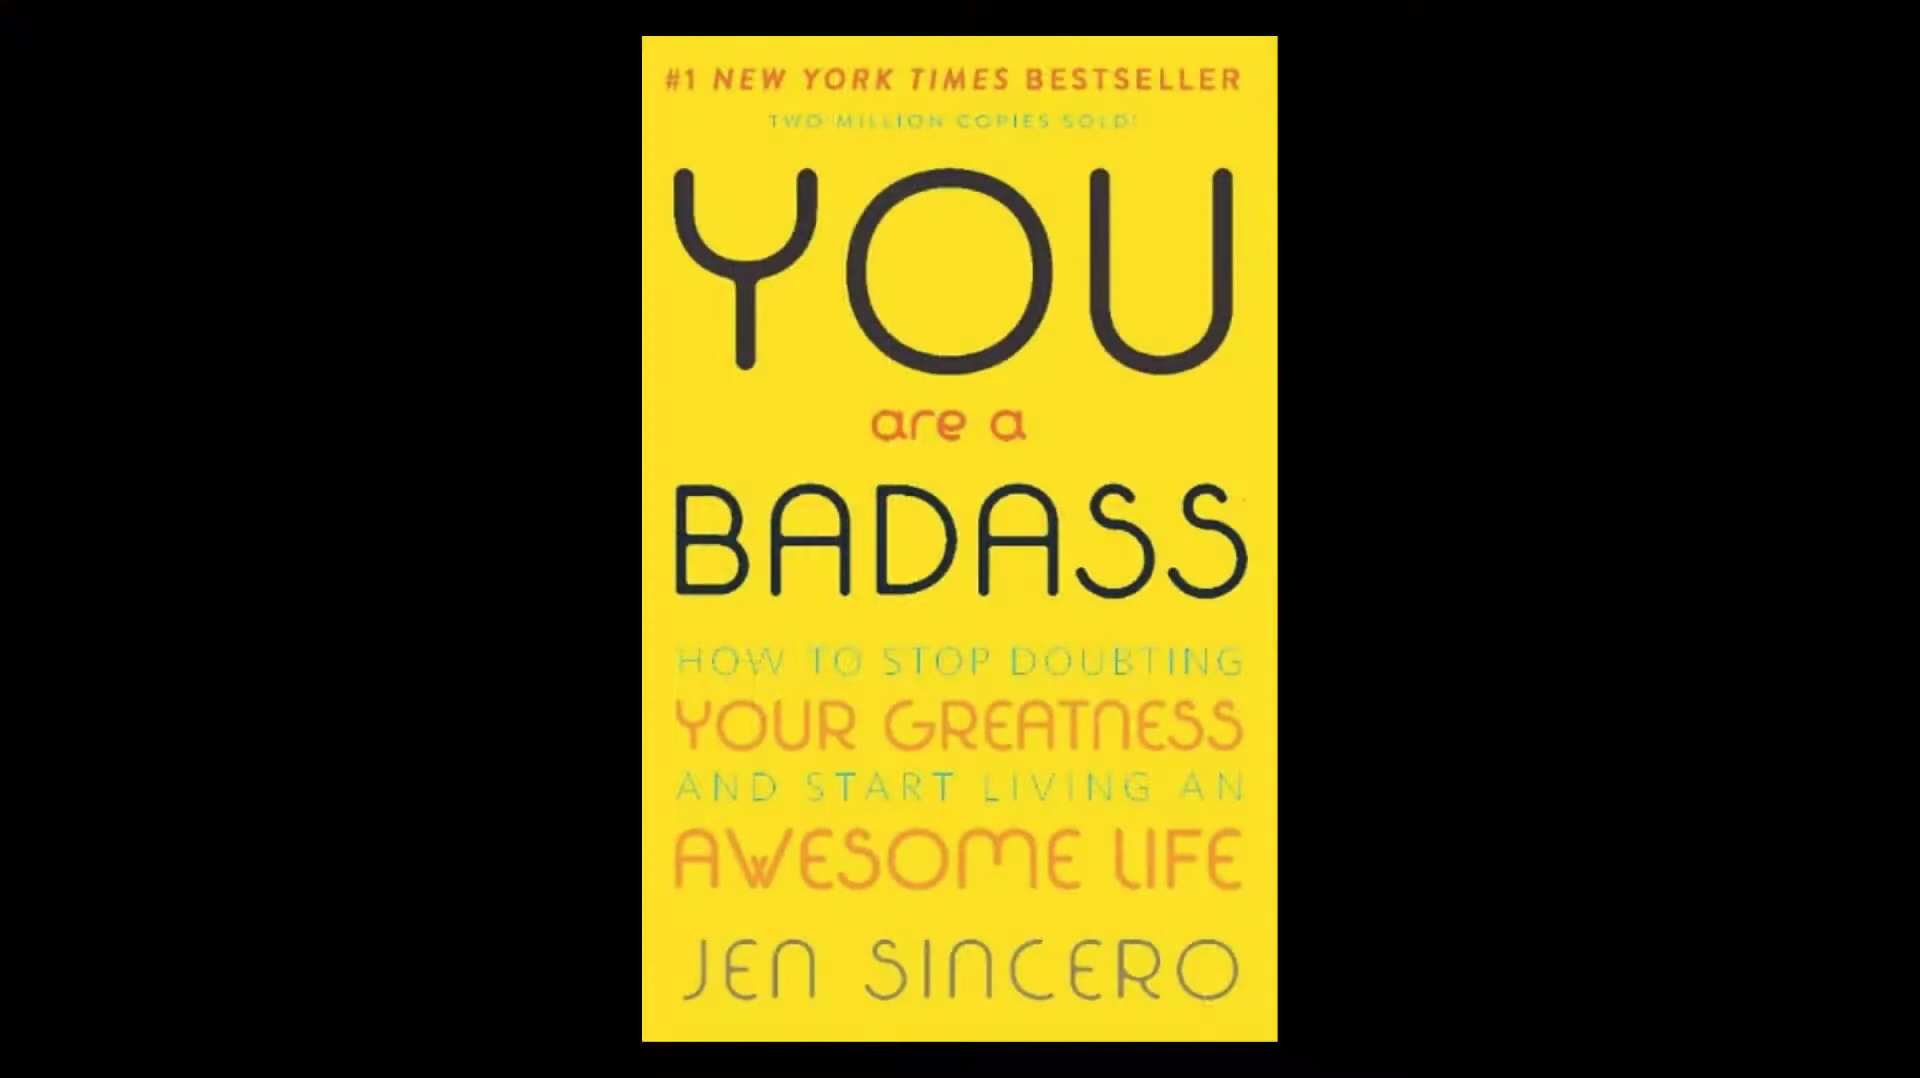 #1 NEW YORK TIMES BESTSELLER
TWO MILLION COPIES SOLD!
YOU
are a
BADASS
HOW TO STOP DOUBTING
YOUR GREATNESS
AND START LIVING AN
AWESOME LIFE
JEN SINCERO